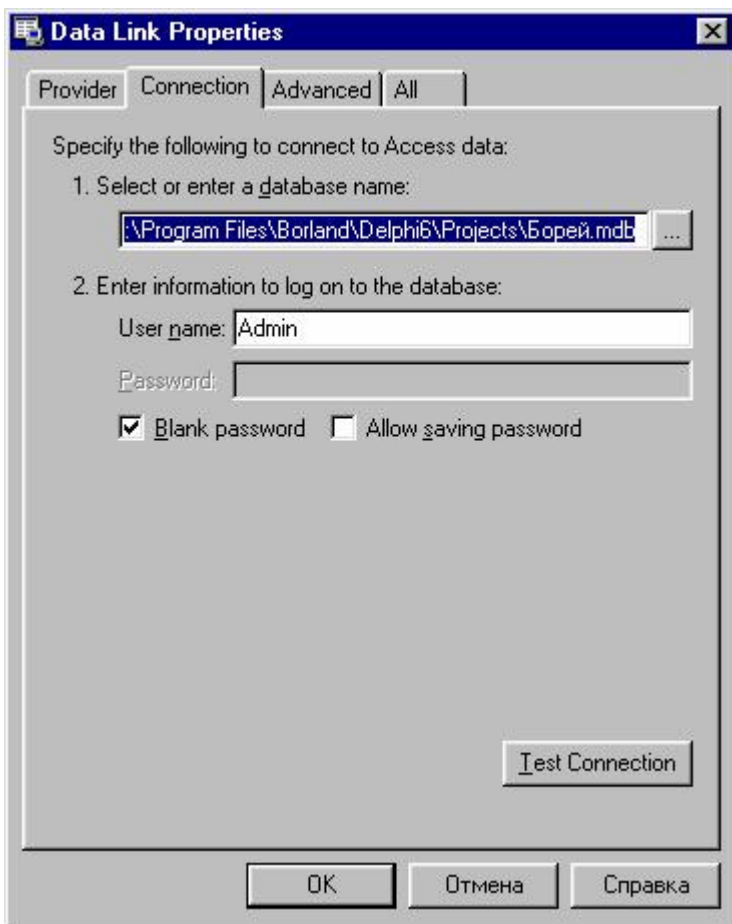 Data Link Properties
Provider Connection Advanced All
Specify the following to connect to Access data:
1. Select or enter a database name:
:\Program Files\Borland\Delphi6\Projects\Борей.mdb ...
2. Enter information to log on to the database:
User name: Admin
Password:
Blank password Allow saving password
Test Connection
OK Отмена Справка